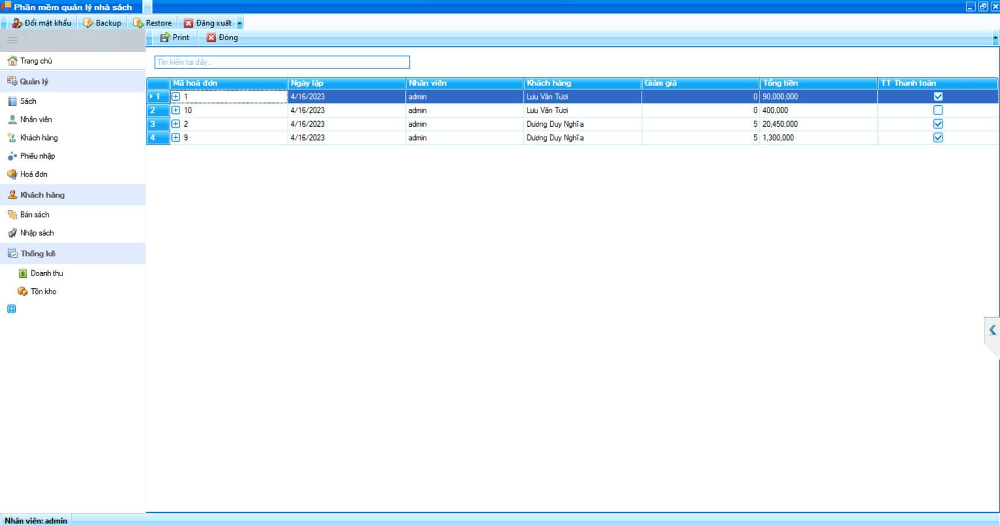 Phần mềm quản lý nhà sách
Đổi mật khẩu Backup Restore Đăng xuất
Print Đóng
Trang chủ
Quản lý
Sách
Nhân viên
Khách hàng
Phiếu nhập
Hoá đơn
Khách hàng
Bán sách
Nhập sách
Thống kê
Doanh thu
Tồn kho
Tìm kiếm tại đây...
Mã hoá đơn Ngày lập Nhân viên Khách hàng Giảm giá Tổng tiền TT Thanh toán
1 1 4/16/2023 admin Lưu Văn Tươi 0 90,000,000
2 10 4/16/2023 admin Lưu Văn Tươi 0 400,000
3 2 4/16/2023 admin Dương Duy Nghĩa 5 20,450,000
4 9 4/16/2023 admin Dương Duy Nghĩa 5 1,300,000
Nhân viên: admin